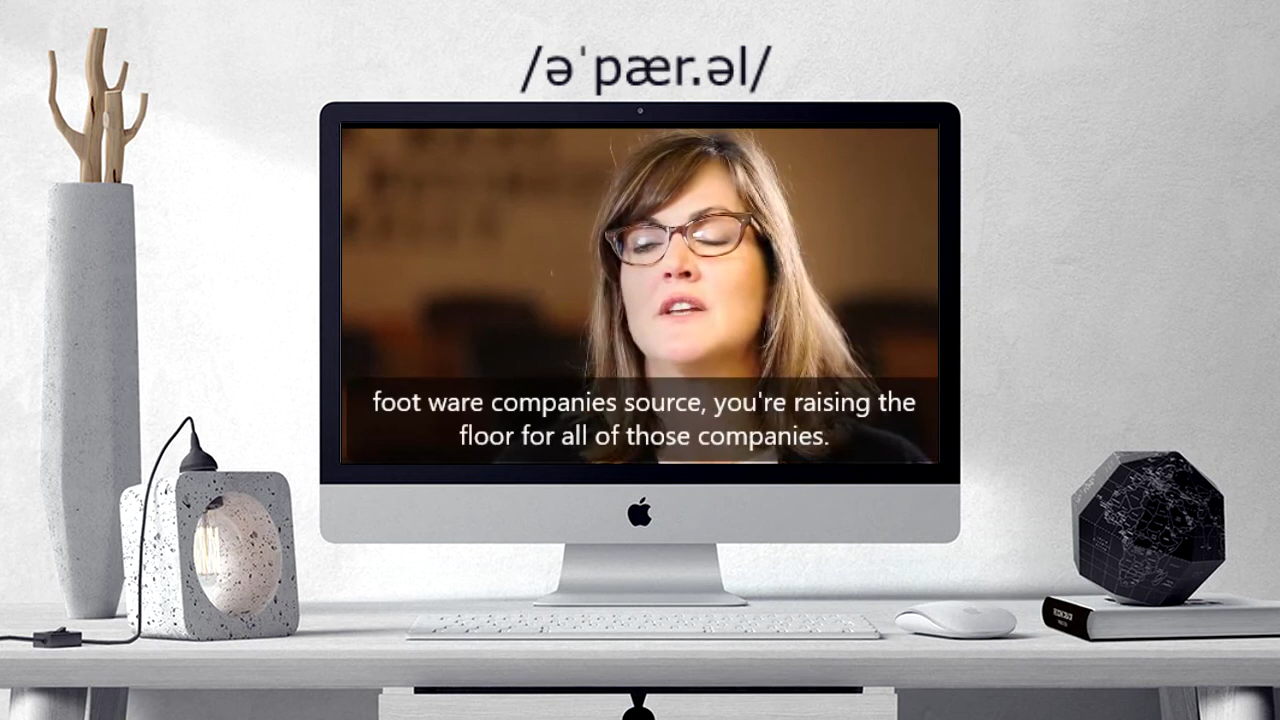 /əˈpær.əl/
foot ware companies source, you're raising the
floor for all of those companies.